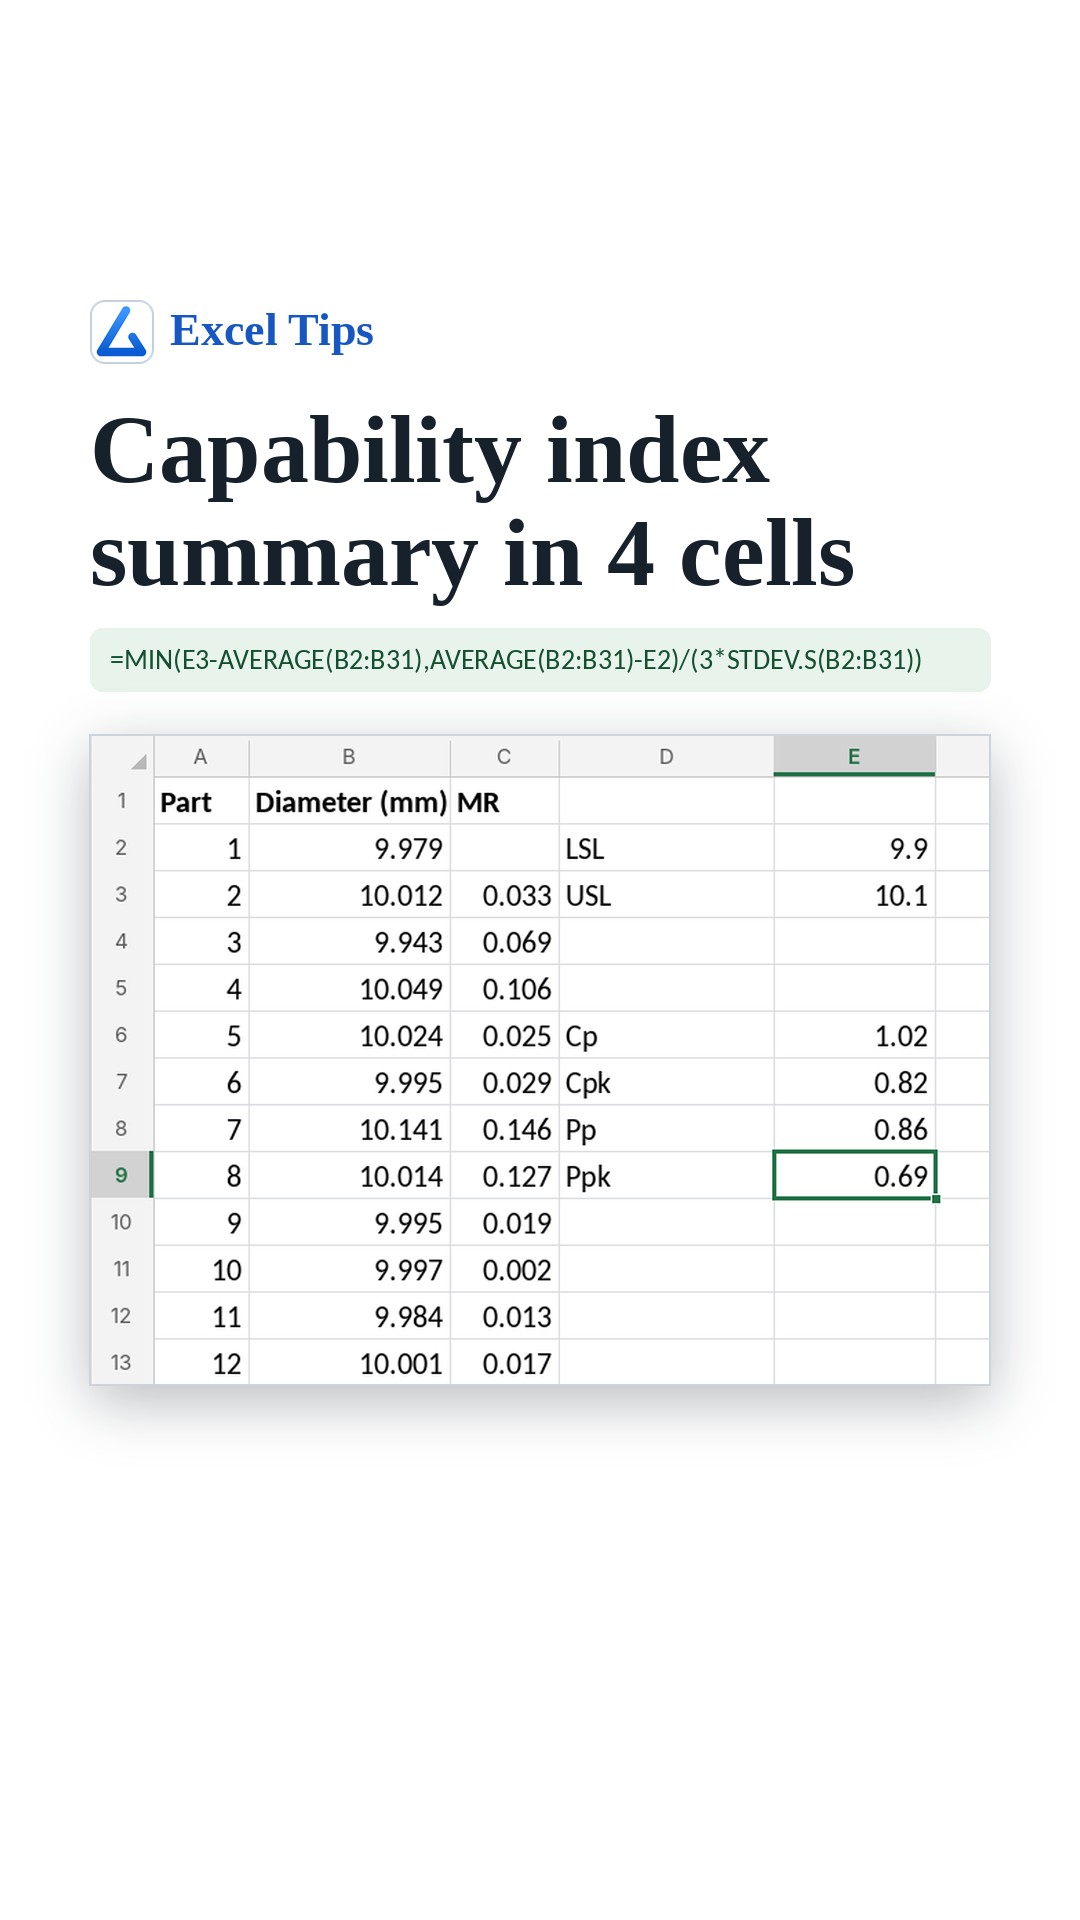 Excel Tips
Capability index
summary in 4 cells
=MIN(E3-AVERAGE(B2:B31),AVERAGE(B2:B31)-E2)/(3*STDEV.S(B2:B31))
A B C D E
1 Part Diameter (mm) MR
2 1 9.979 LSL 9.9
3 2 10.012 0.033 USL 10.1
4 3 9.943 0.069
5 4 10.049 0.106
6 5 10.024 0.025 Cp 1.02
7 6 9.995 0.029 Cpk 0.82
8 7 10.141 0.146 Pp 0.86
9 8 10.014 0.127 Ppk 0.69
10 9 9.995 0.019
11 10 9.997 0.002
12 11 9.984 0.013
13 12 10.001 0.017